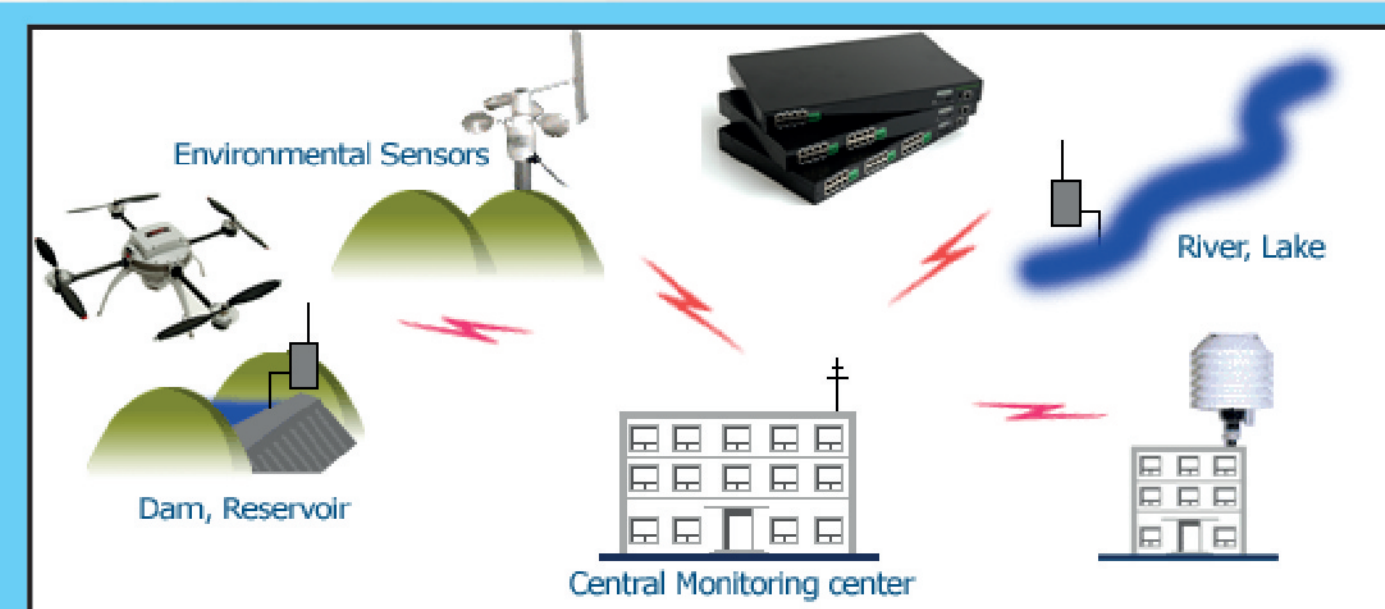 Environmental Sensors
River, Lake
Dam, Reservoir
Central Monitoring center